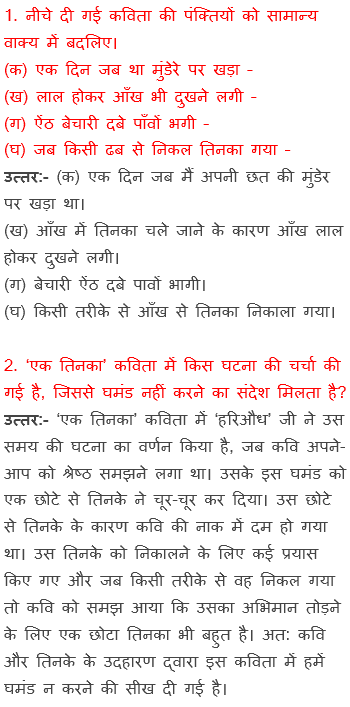 1. नीचे दी गई कविता की पंक्तियों को सामान्य
वाक्य में बदलिए।
(क) एक दिन जब था मुंडेरे पर खड़ा -
(ख) लाल होकर आँख भी दुखने लगी -
(ग) ऐंठ बेचारी दबे पाँवों भगी -
(घ) जब किसी ढब से निकल तिनका गया -
उत्तर:- (क) एक दिन जब मैं अपनी छत की मुंडेर
पर खड़ा था।
(ख) आँख में तिनका चले जाने के कारण आँख लाल
होकर दुखने लगी।
(ग) बेचारी ऐंठ दबे पावों भागी।
(घ) किसी तरीके से आँख से तिनका निकाला गया।
2. ‘एक तिनका’ कविता में किस घटना की चर्चा की
गई है, जिससे घमंड नहीं करने का संदेश मिलता है?
उत्तर:- ‘एक तिनका’ कविता में ‘हरिऔध’ जी ने उस
समय की घटना का वर्णन किया है, जब कवि अपने-
आप को श्रेष्ठ समझने लगा था। उसके इस घमंड को
एक छोटे से तिनके ने चूर-चूर कर दिया। उस छोटे
से तिनके के कारण कवि की नाक में दम हो गया
था। उस तिनके को निकालने के लिए कई प्रयास
किए गए और जब किसी तरीके से वह निकल गया
तो कवि को समझ आया कि उसका अभिमान तोड़ने
के लिए एक छोटा तिनका भी बहुत है। अत: कवि
और तिनके के उदहारण द्वारा इस कविता में हमें
घमंड न करने की सीख दी गई है।